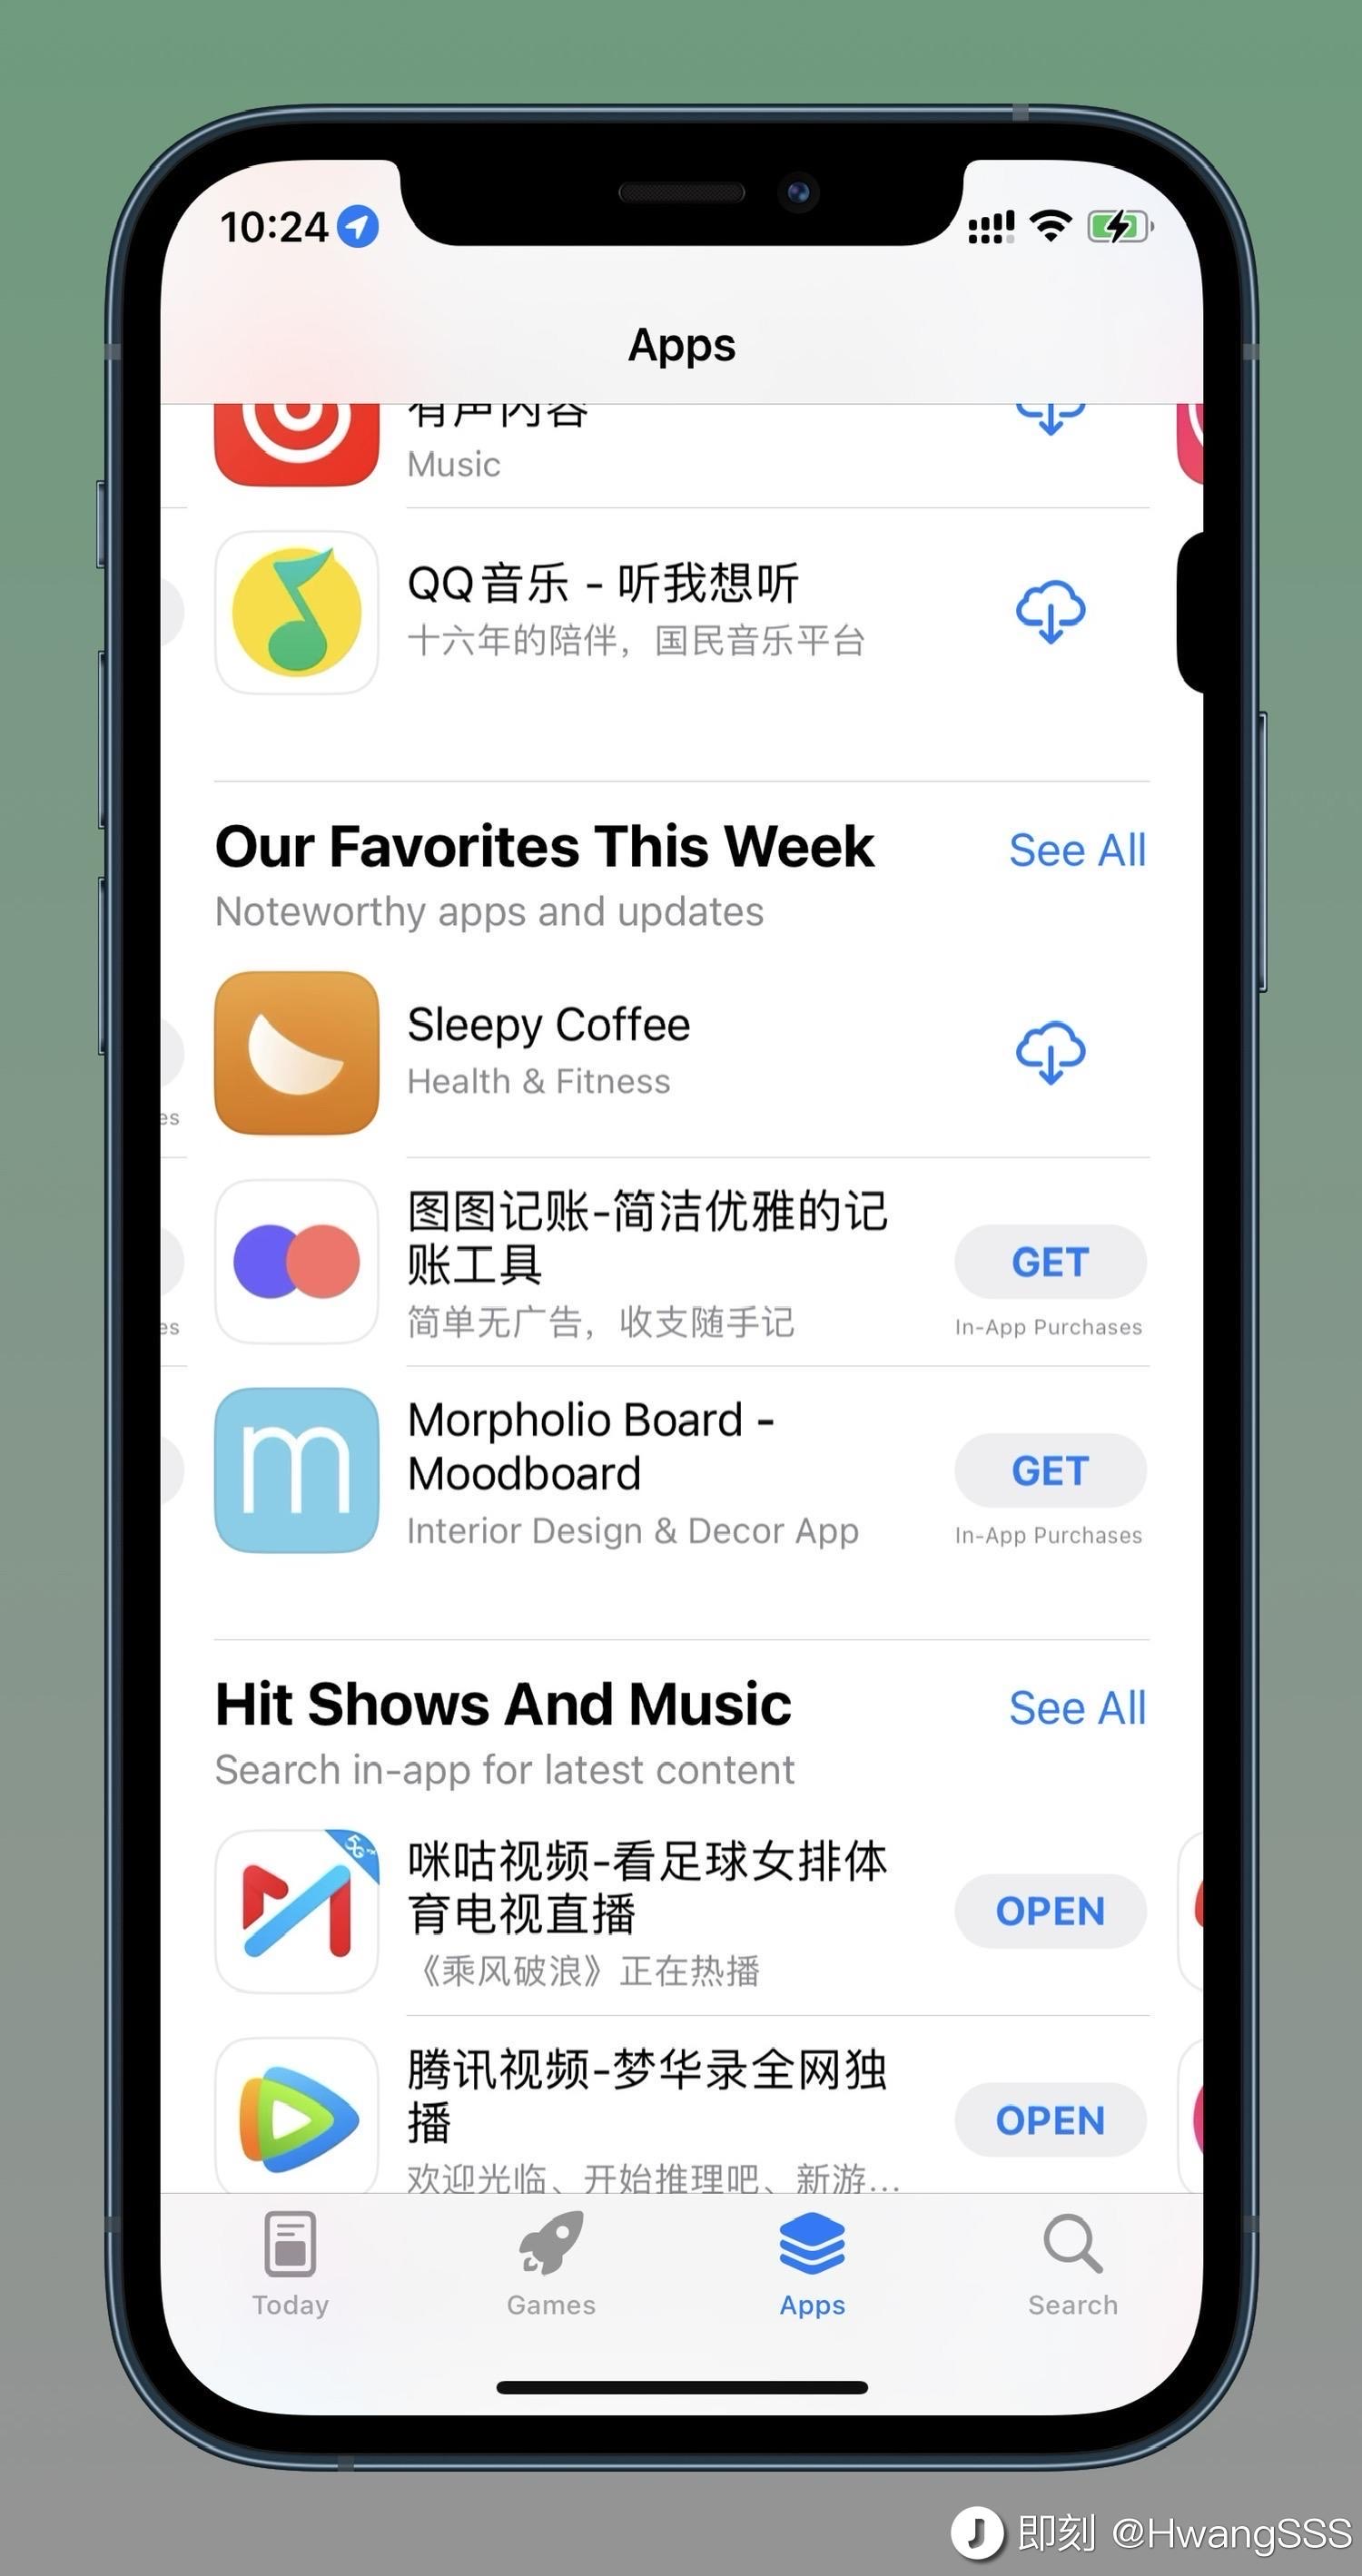 10:24
Apps
有声内容
Music
QQ音乐 - 听我想听
十六年的陪伴，国民音乐平台
Our Favorites This Week
See All
Noteworthy apps and updates
Sleepy Coffee
Health & Fitness
es
图图记账-简洁优雅的记
账工具
简单无广告，收支随手记
GET
In-App Purchases
es
Morpholio Board -
Moodboard
Interior Design & Decor App
GET
In-App Purchases
Hit Shows And Music
See All
Search in-app for latest content
5G
咪咕视频-看足球女排体
育电视直播
《乘风破浪》正在热播
OPEN
腾讯视频-梦华录全网独
播
欢迎光临、开始推理吧、新游...
OPEN
Today
Games
Apps
Search
即刻 @HwangSSS